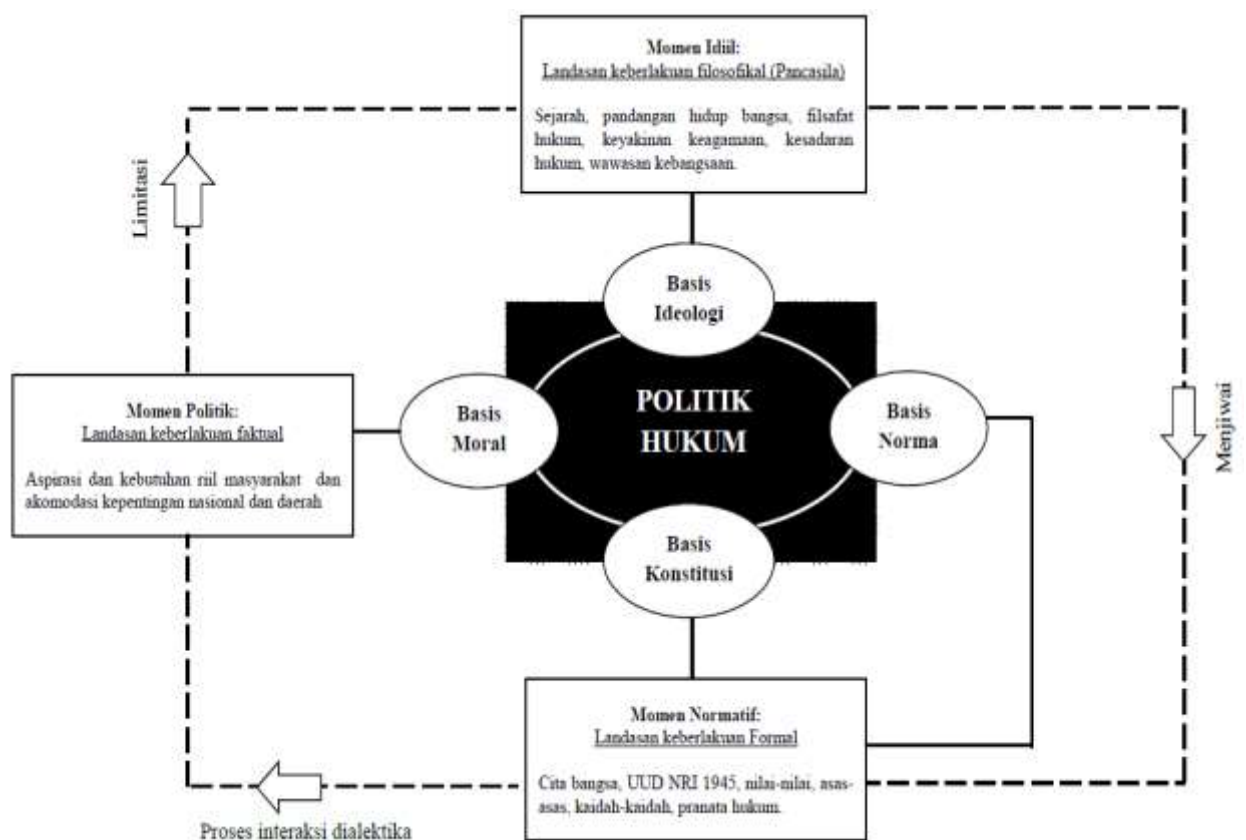 Momen Idiil:
Landasan keberlakuan filosofikal (Pancasila)
Sejarah, pandangan hidup bangsa, filsafat
hukum, keyakinan keagamaan, kesadaran
hukum, wawasan kebangsaan.
Limitasi
Basis
Ideologi
Momen Politik:
Landasan keberlakuan faktual
Aspirasi dan kebutuhan riil masyarakat dan
akomodasi kepentingan nasional dan daerah
Basis
Moral
POLITIK
HUKUM
Basis
Norma
Menjiwai
Basis
Konstitusi
Momen Normatif:
Landasan keberlakuan Formal
Cita bangsa, UUD NRI 1945, nilai-nilai, asas-
asas, kaidah-kaidah, pranata hukum.
Proses interaksi dialektika